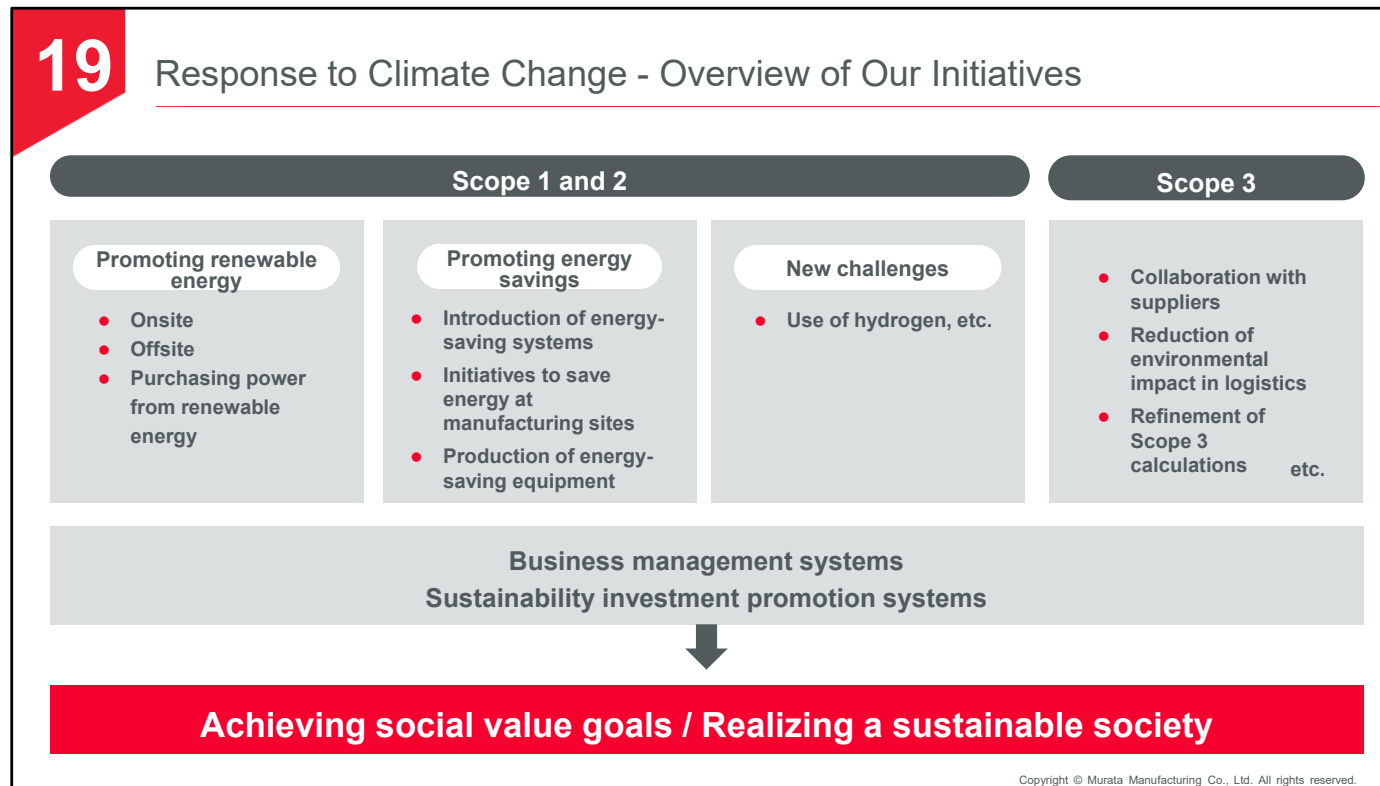 19
Response to Climate Change - Overview of Our Initiatives
Scope 1 and 2
Scope 3
Promoting renewable
energy
● Onsite
● Offsite
● Purchasing power
from renewable
energy
Promoting energy
savings
● Introduction of energy-
saving systems
● Initiatives to save
energy at
manufacturing sites
● Production of energy-
saving equipment
New challenges
● Use of hydrogen, etc.
● Collaboration with
suppliers
● Reduction of
environmental
impact in logistics
● Refinement of
Scope 3
calculations etc.
Business management systems
Sustainability investment promotion systems
Achieving social value goals / Realizing a sustainable society
Copyright © Murata Manufacturing Co., Ltd. All rights reserved.